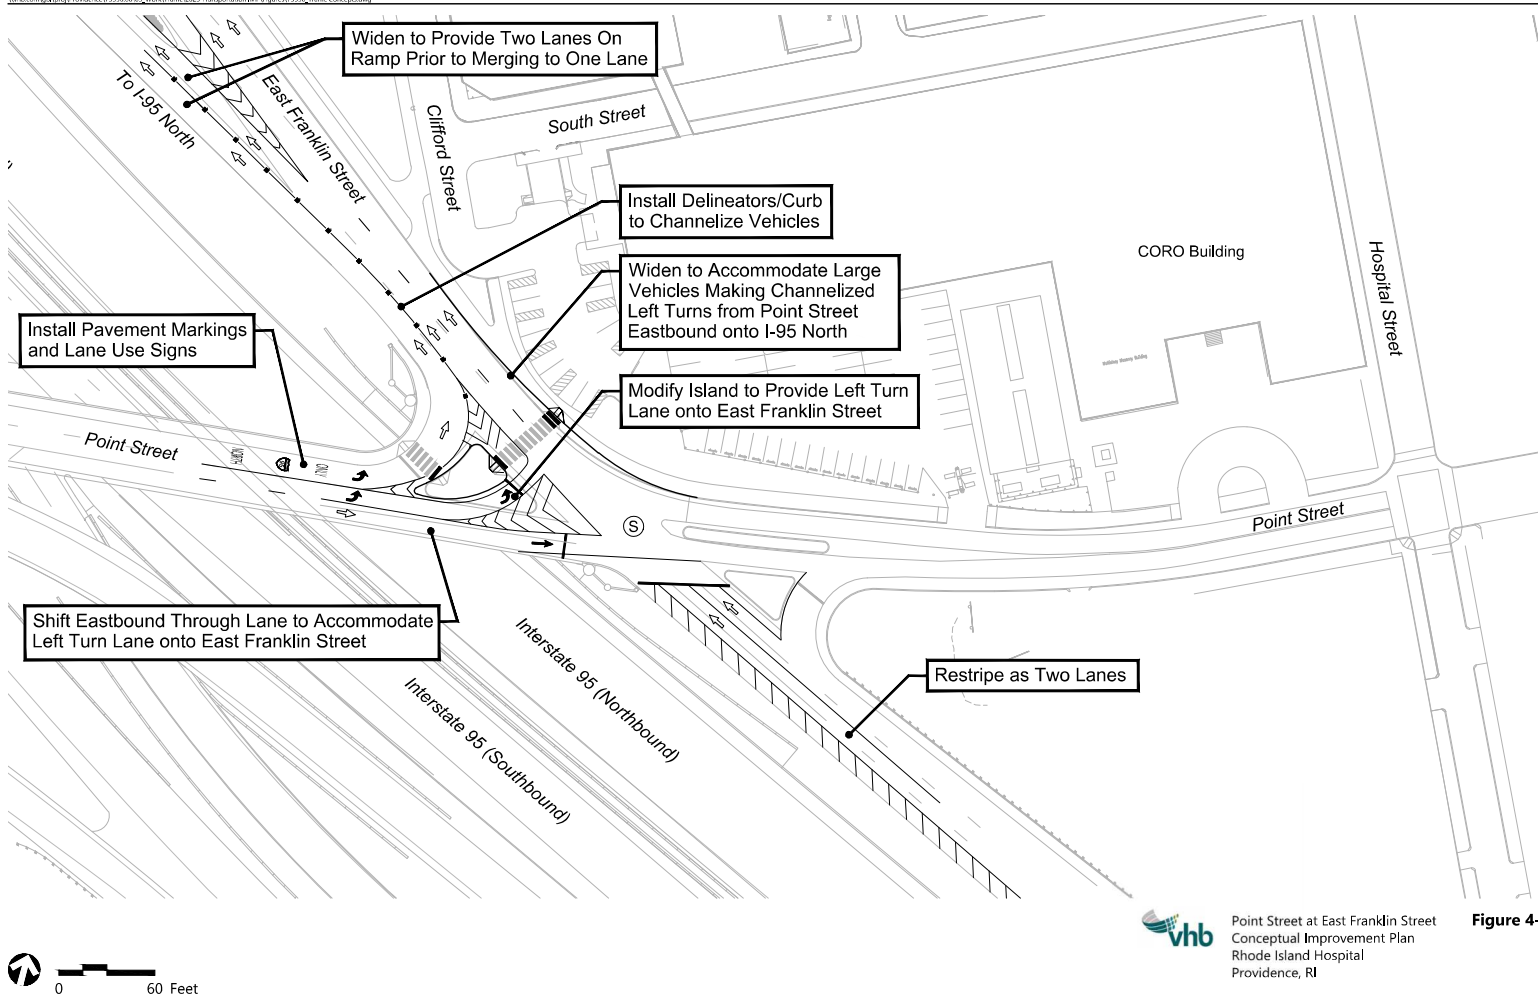 Widen to Provide Two Lanes On
Ramp Prior to Merging to One Lane
To I-95 North
East Franklin Street
Clifford Street
South Street
Install Delineators/Curb
to Channelize Vehicles
Widen to Accommodate Large
Vehicles Making Channelized
Left Turns from Point Street
Eastbound onto I-95 North
CORO Building
Hospital Street
Install Pavement Markings
and Lane Use Signs
Modify Island to Provide Left Turn
Lane onto East Franklin Street
Point Street
NORTH
ONLY
S
Point Street
Shift Eastbound Through Lane to Accommodate
Left Turn Lane onto East Franklin Street
Interstate 95 (Northbound)
Interstate 95 (Southbound)
Restripe as Two Lanes
vhb
Point Street at East Franklin Street
Conceptual Improvement Plan
Rhode Island Hospital
Providence, RI
Figure 4-
0 60 Feet